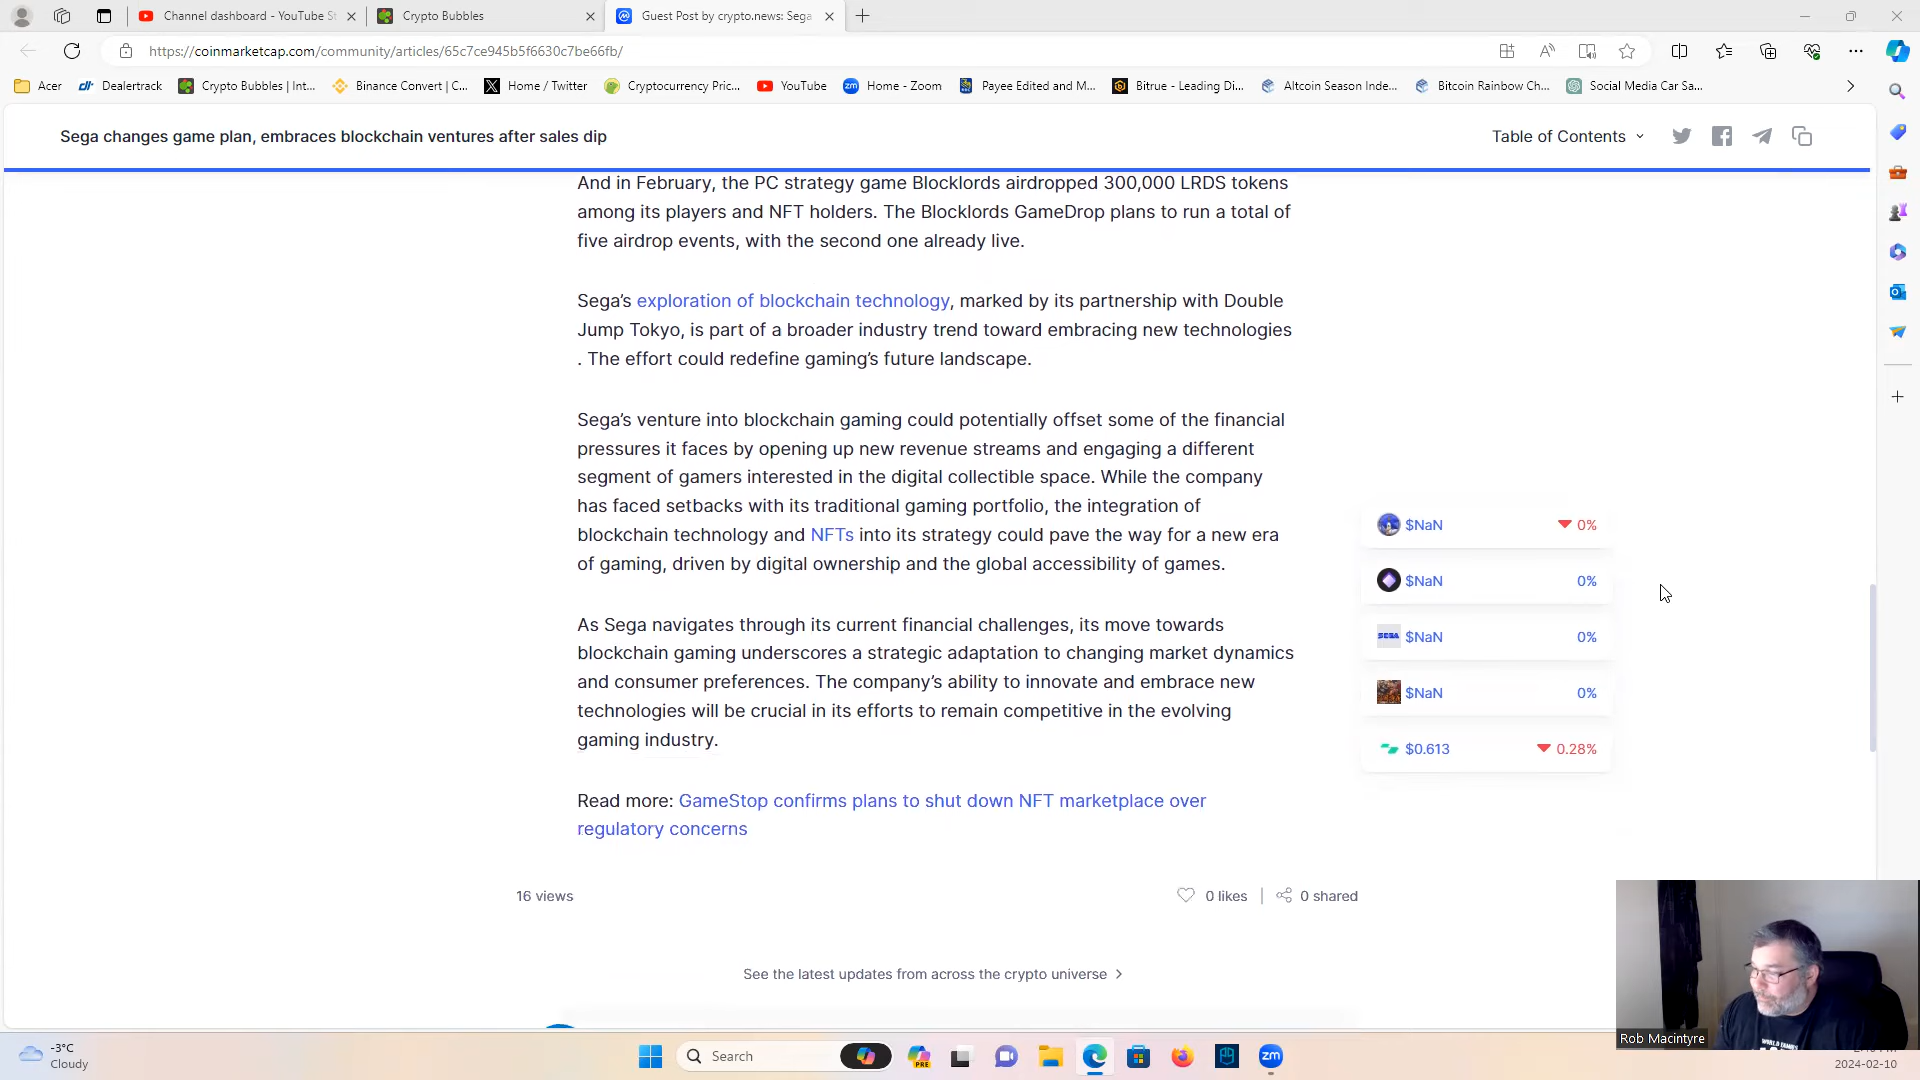 Channel dashboard - YouTube St
Crypto Bubbles
Guest Post by crypto.news: Sega
https://coinmarketcap.com/community/articles/65c7ce945b5f6630c7be66fb/
Acer
Dealertrack
Crypto Bubbles | Int...
Binance Convert | C...
Home / Twitter
Cryptocurrency Pric...
YouTube
Home - Zoom
Payee Edited and M...
Bitrue - Leading Di...
Altcoin Season Inde...
Bitcoin Rainbow Ch...
Social Media Car Sa...
Sega changes game plan, embraces blockchain ventures after sales dip
Table of Contents
And in February, the PC strategy game Blocklords airdropped 300,000 LRDS tokens
among its players and NFT holders. The Blocklords GameDrop plans to run a total of
five airdrop events, with the second one already live.
Sega’s exploration of blockchain technology, marked by its partnership with Double
Jump Tokyo, is part of a broader industry trend toward embracing new technologies
. The effort could redefine gaming’s future landscape.
Sega’s venture into blockchain gaming could potentially offset some of the financial
pressures it faces by opening up new revenue streams and engaging a different
segment of gamers interested in the digital collectible space. While the company
has faced setbacks with its traditional gaming portfolio, the integration of
blockchain technology and NFTs into its strategy could pave the way for a new era
of gaming, driven by digital ownership and the global accessibility of games.
As Sega navigates through its current financial challenges, its move towards
blockchain gaming underscores a strategic adaptation to changing market dynamics
and consumer preferences. The company’s ability to innovate and embrace new
technologies will be crucial in its efforts to remain competitive in the evolving
gaming industry.
Read more: GameStop confirms plans to shut down NFT marketplace over
regulatory concerns
$NaN 0%
$NaN 0%
SEGA $NaN 0%
$NaN 0%
$0.613 0.28%
16 views
0 likes
0 shared
See the latest updates from across the crypto universe
Rob Macintyre
-3°C
Cloudy
Search
PRE
zm
2024-02-10